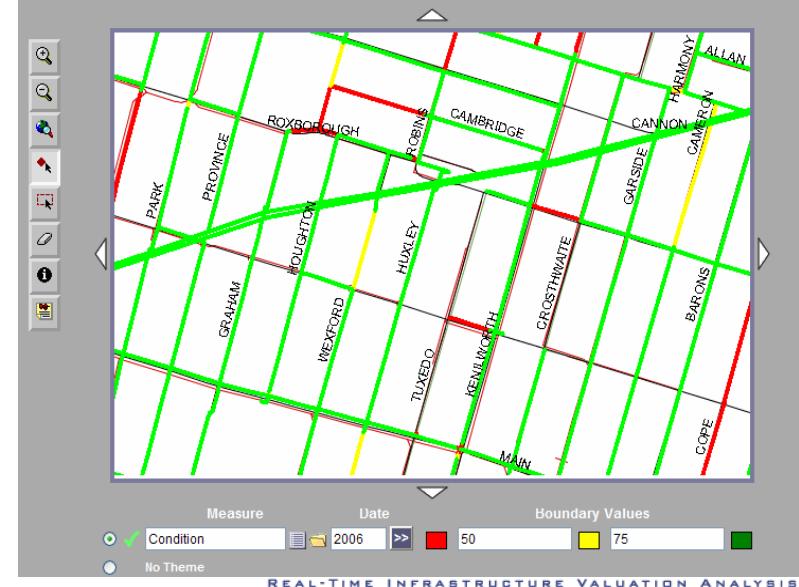 HARMONY
ALLAN
ROXBOROUGH
ROBINS
CAMBRIDGE
CANNON
CAMERON
PARK
PROVINCE
GARSIDE
HOUGHTON
HUXLEY
CROSTHWAITE
BARONS
GRAHAM
WEXFORD
TUXEDO
KENILWORTH
MAIN
COPE
Measure Date Boundary Values
Condition 2006 >> 50 75
No Theme
REAL-TIME INFRASTRUCTURE VALUATION ANALYSIS